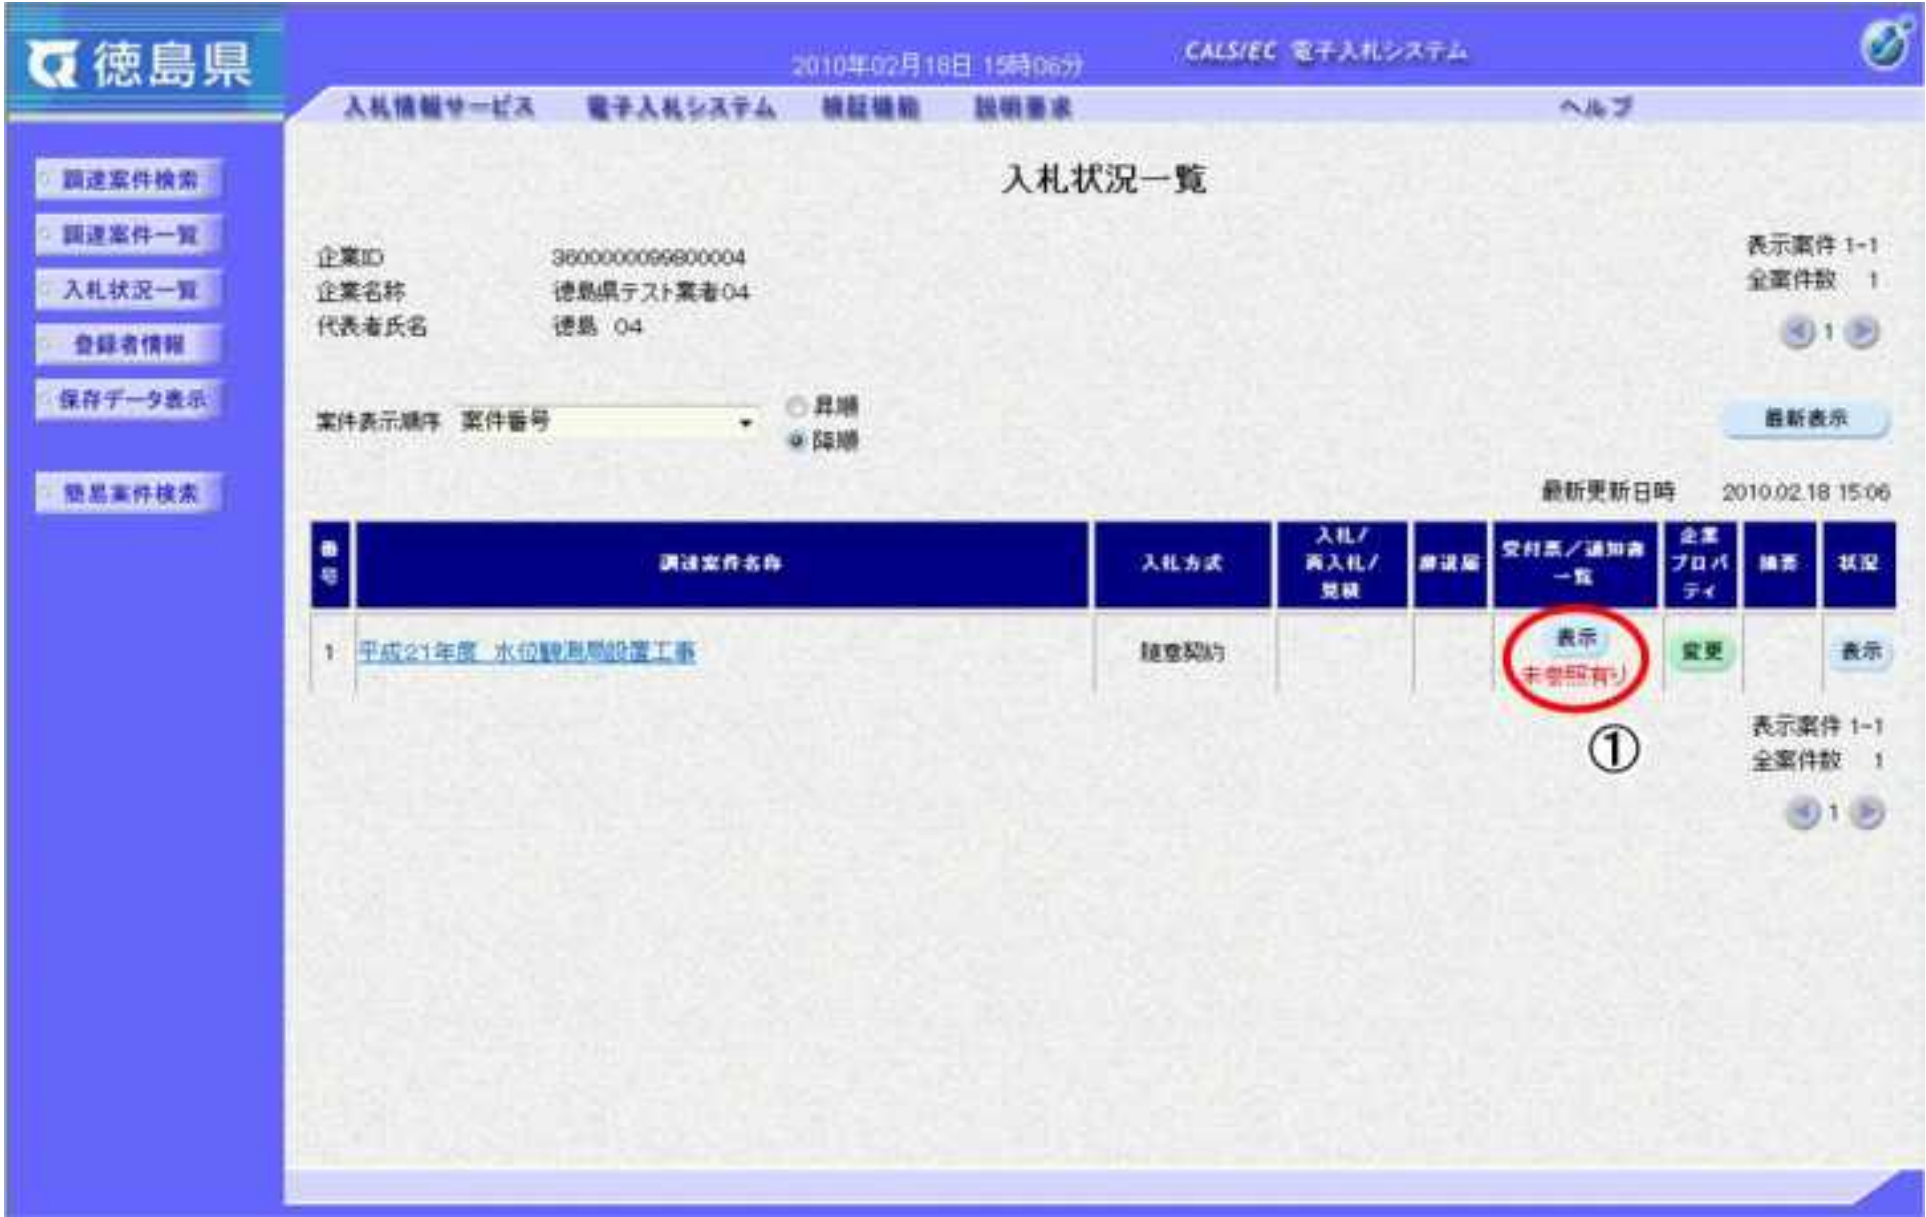 徳島県
2010年02月18日 15時06分
CALS/EC 電子入札システム
入札情報サービス 電子入札システム 検証機能 説明要求 ヘルプ
調達案件検索
調達案件一覧
入札状況一覧
登録者情報
保存データ表示
簡易案件検索
入札状況一覧
企業ID 3600000099800004
企業名称 徳島県テスト業者04
代表者氏名 徳島 04
表示案件 1-1
全案件数 1
1
案件表示順序 案件番号
昇順
降順
最新表示
最新更新日時 2010.02.18 15:06
番号 調達案件名称 入札方式 入札/再入札/見積 辞退届 受付票/通知書一覧 企業プロパティ 摘要 状況
1 平成21年度 水位観測局設置工事 随意契約 表示 変更 表示
未参照有り
①
表示案件 1-1
全案件数 1
1